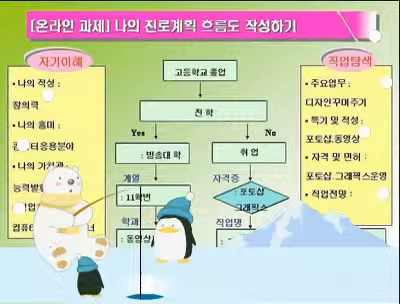 [온라인 과제] 나의 진로계획 흐름도 작성하기
자기이해
• 나의 적성 :
창의력
• 나의 흥미 :
터응용분야
• 나의 가치관
능력발
고등학교 졸업
전 학
Yes
No
: 방송대 학
취 업
계열
: 11학번
학과
: 동영상
자격증
: 포토샵
그래픽스
직업명
직업탐색
• 주요업무 :
디자인꾸며주기
• 특기 및 적성 :
포토샵,동영상
• 자격 및 면허 :
포토샵.그래픽스운영
• 직업전망 :